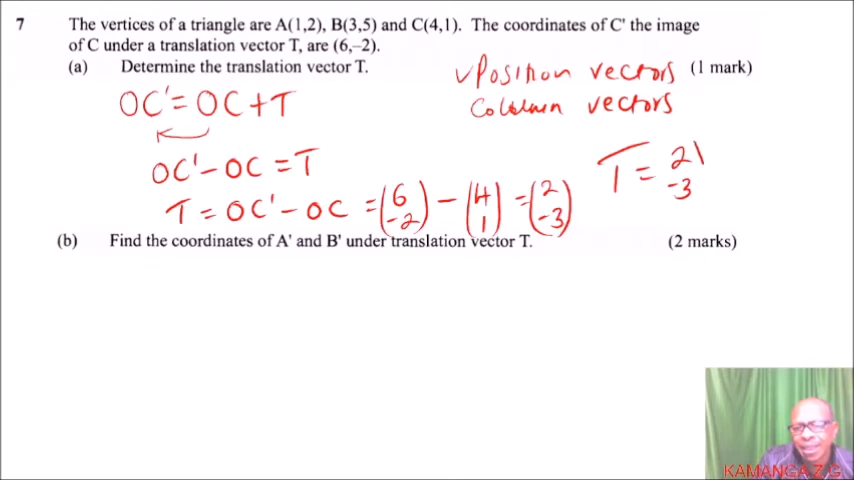 7 The vertices of a triangle are A(1,2), B(3,5) and C(4,1). The coordinates of C' the image
of C under a translation vector T, are (6,–2).
(a) Determine the translation vector T. (1 mark)
√ Position vectors
Column vectors
OC' = OC + T
OC' – OC = T
T = OC' – OC = (6 -2) – (4 1) = (2 -3)
T = 2
-3
(b) Find the coordinates of A' and B' under translation vector T. (2 marks)
KAMANGA Z G